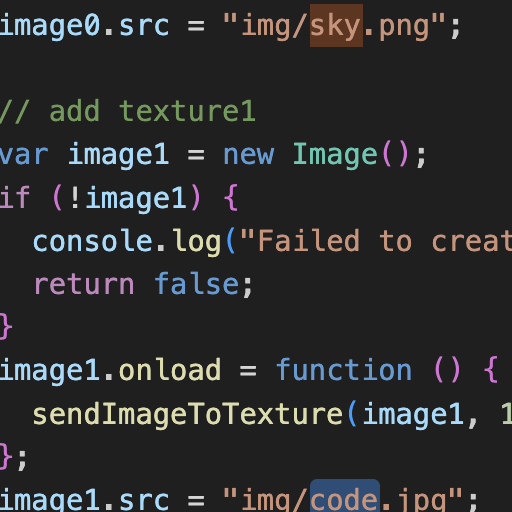 image0.src = "img/sky.png";
// add texture1
var image1 = new Image();
if (!image1) {
console.log("Failed to creat
return false;
}
image1.onload = function () {
sendImageToTexture(image1, 1
};
image1.src = "img/code.jpg";